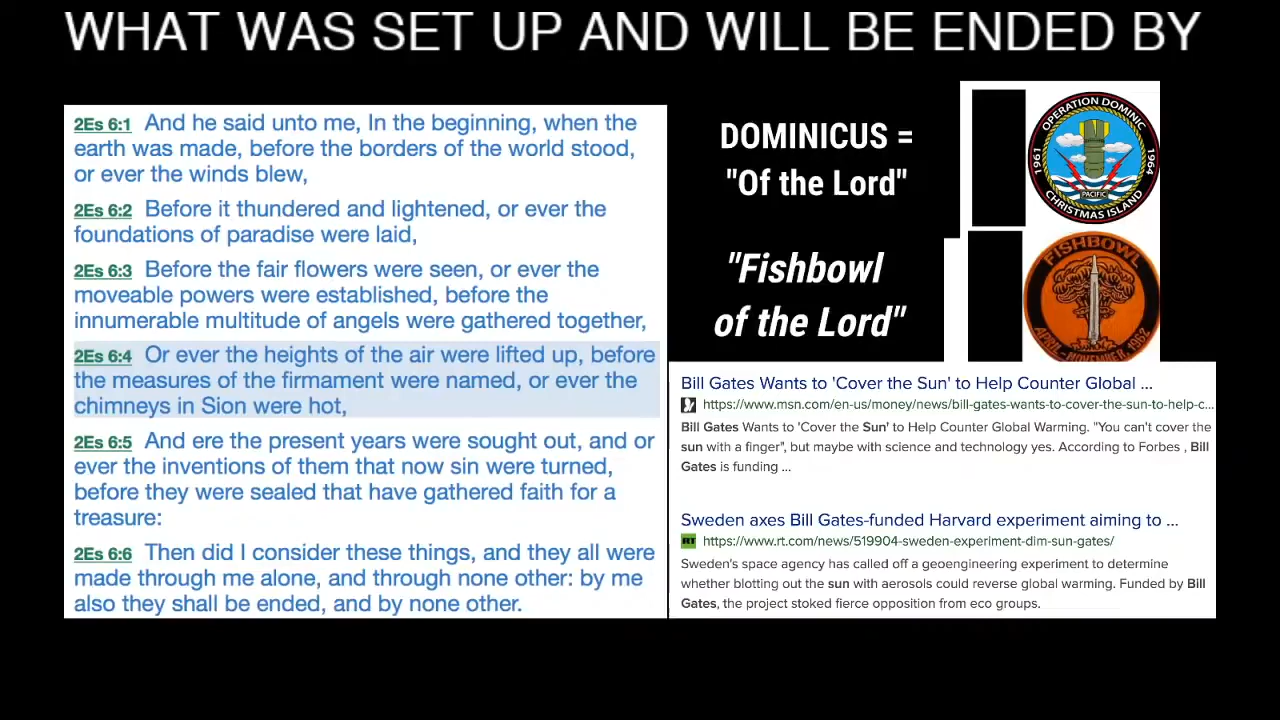 WHAT WAS SET UP AND WILL BE ENDED BY
2Es 6:1 And he said unto me, In the beginning, when the
earth was made, before the borders of the world stood,
or ever the winds blew,
2Es 6:2 Before it thundered and lightened, or ever the
foundations of paradise were laid,
2Es 6:3 Before the fair flowers were seen, or ever the
moveable powers were established, before the
innumerable multitude of angels were gathered together,
2Es 6:4 Or ever the heights of the air were lifted up, before
the measures of the firmament were named, or ever the
chimneys in Sion were hot,
2Es 6:5 And ere the present years were sought out, and or
ever the inventions of them that now sin were turned,
before they were sealed that have gathered faith for a
treasure:
2Es 6:6 Then did I consider these things, and they all were
made through me alone, and through none other: by me
also they shall be ended, and by none other.
DOMINICUS =
"Of the Lord"
"Fishbowl
of the Lord"
OPERATION DOMINIC
1961
1964
PACIFIC
CHRISTMAS ISLAND
FISHBOWL
APRIL-NOVEMBER, 1962
Bill Gates Wants to 'Cover the Sun' to Help Counter Global ...
https://www.msn.com/en-us/money/news/bill-gates-wants-to-cover-the-sun-to-help-c...
Bill Gates Wants to 'Cover the Sun' to Help Counter Global Warming. "You can't cover the
sun with a finger", but maybe with science and technology yes. According to Forbes , Bill
Gates is funding ...
Sweden axes Bill Gates-funded Harvard experiment aiming to ...
RT https://www.rt.com/news/519904-sweden-experiment-dim-sun-gates/
Sweden's space agency has called off a geoengineering experiment to determine
whether blotting out the sun with aerosols could reverse global warming. Funded by Bill
Gates, the project stoked fierce opposition from eco groups.